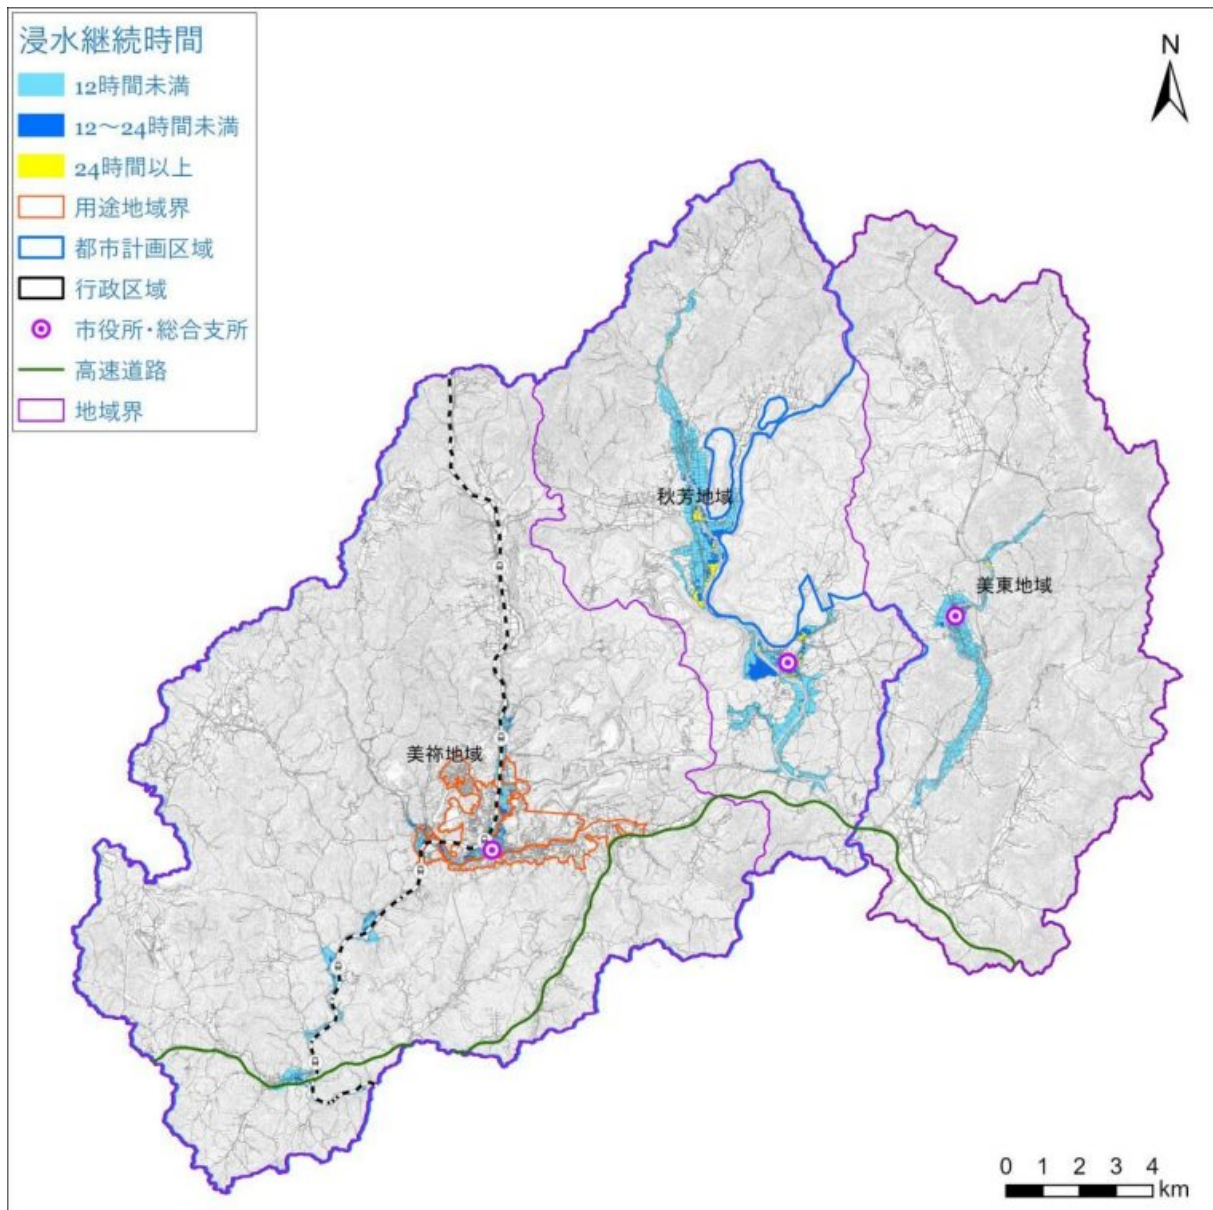 浸水継続時間
12時間未満
12～24時間未満
24時間以上
用途地域界
都市計画区域
行政区域
市役所・総合支所
高速道路
地域界
N
秋芳地域
美東地域
美祢地域
0 1 2 3 4
km